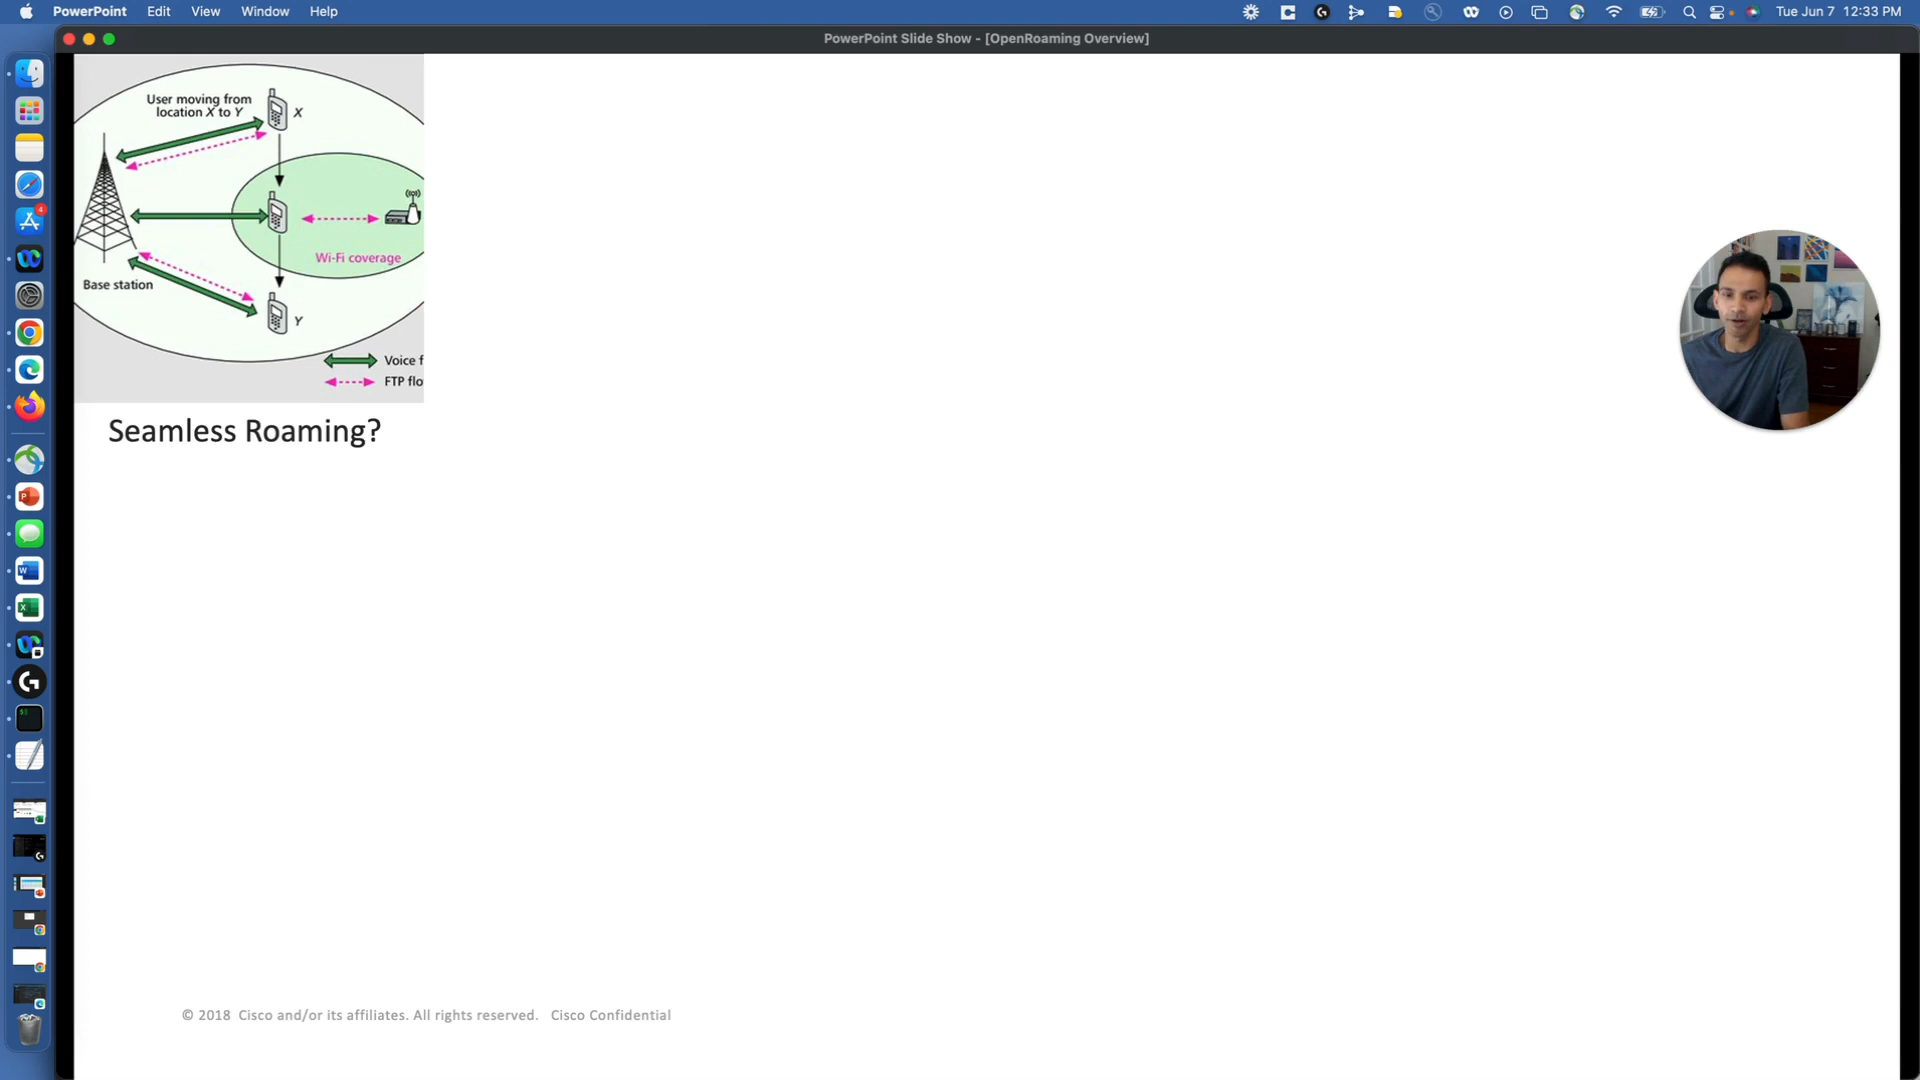 PowerPoint Edit View Window Help Tue Jun 7 12:33 PM
PowerPoint Slide Show - [OpenRoaming Overview]
User moving from
location X to Y
X
Wi-Fi coverage
Base station
Y
Voice f
FTP flo
Seamless Roaming?
4
© 2018 Cisco and/or its affiliates. All rights reserved. Cisco Confidential